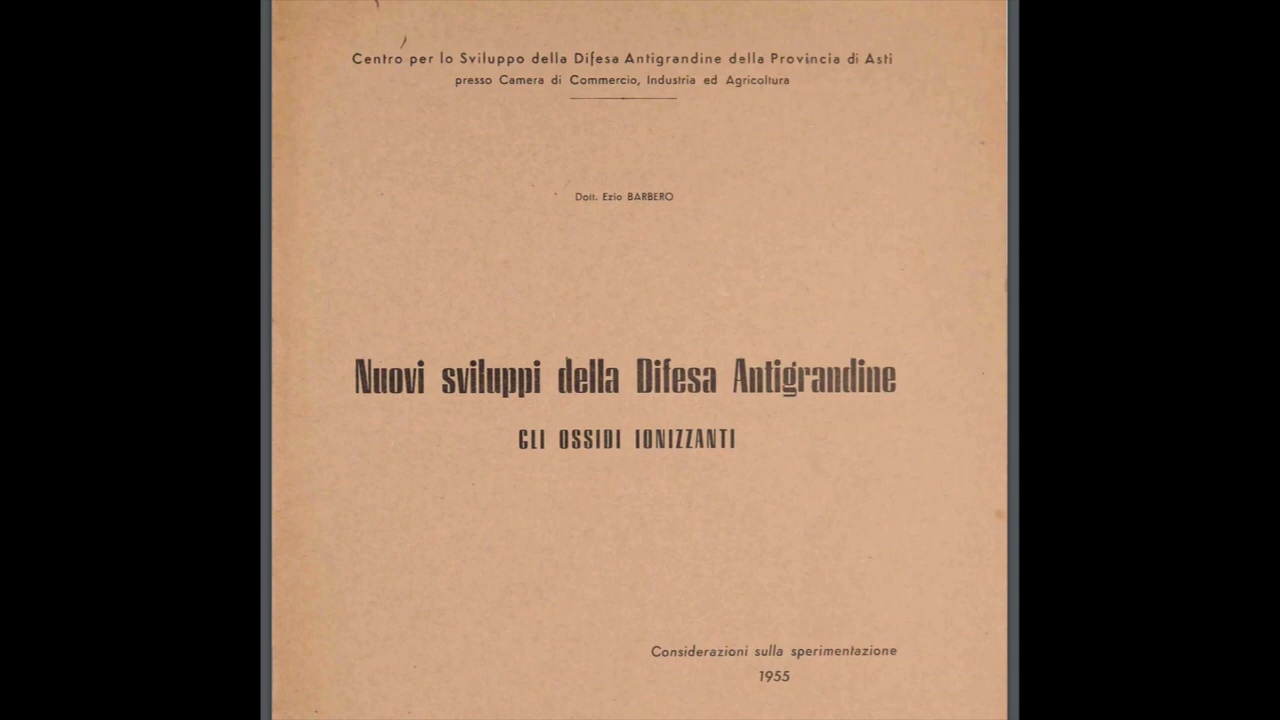 Centro per lo Sviluppo della Difesa Antigrandine della Provincia di Asti
presso Camera di Commercio, Industria ed Agricoltura
Dott. Ezio BARBERO
Nuovi sviluppi della Difesa Antigrandine
GLI OSSIDI IONIZZANTI
Considerazioni sulla sperimentazione
1955